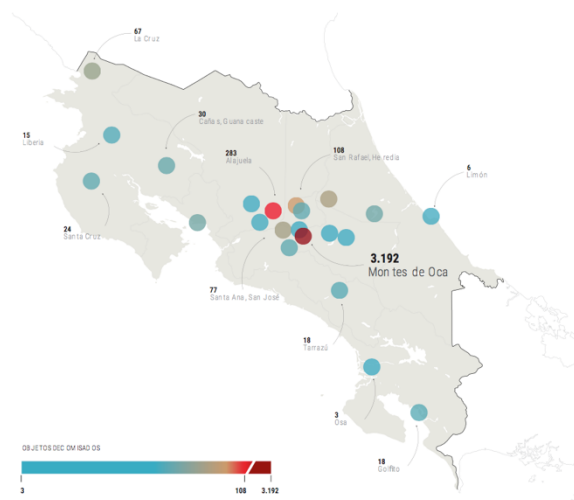 67
La Cruz
30
Cañas, Guanacaste
15
Liberia
283
Alajuela
108
San Rafael, Heredia
6
Limón
24
Santa Cruz
3.192
Montes de Oca
77
Santa Ana, San José
18
Tarrazú
3
Osa
18
Golfito
OBJETOS DECOMISADOS
3
108
3.192